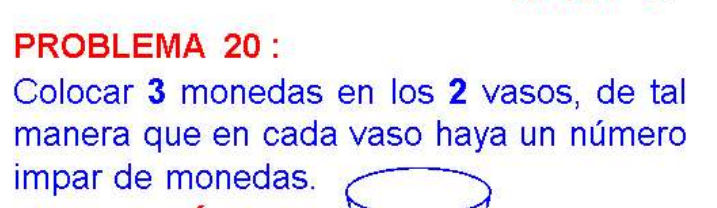 PROBLEMA 20 :
Colocar 3 monedas en los 2 vasos, de tal
manera que en cada vaso haya un número
impar de monedas.